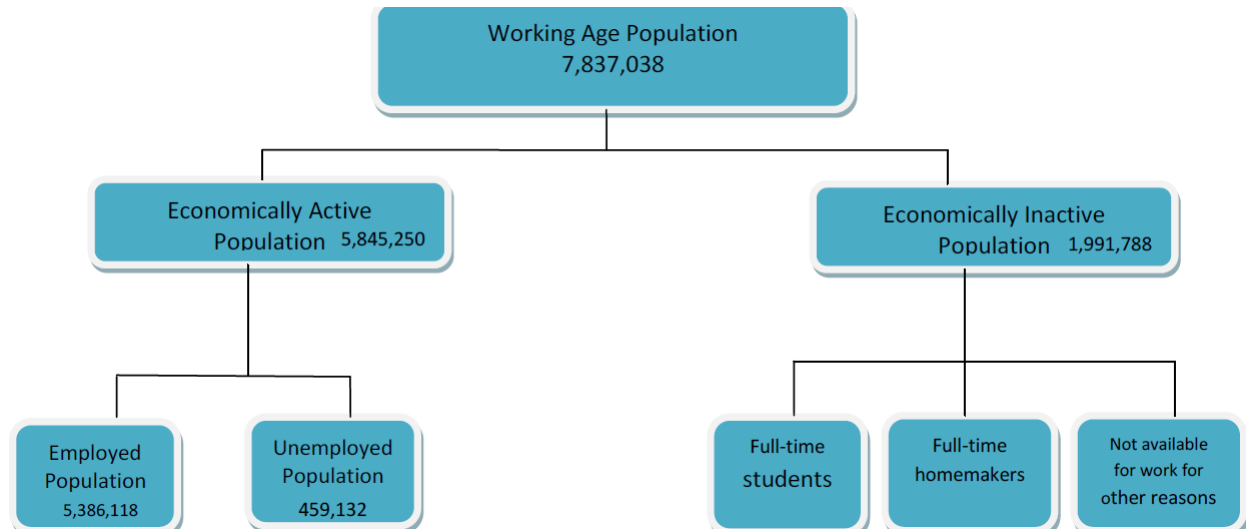 Working Age Population
7,837,038
Economically Active
Population 5,845,250
Economically Inactive
Population 1,991,788
Employed
Population
5,386,118
Unemployed
Population
459,132
Full-time
students
Full-time
homemakers
Not available
for work for
other reasons